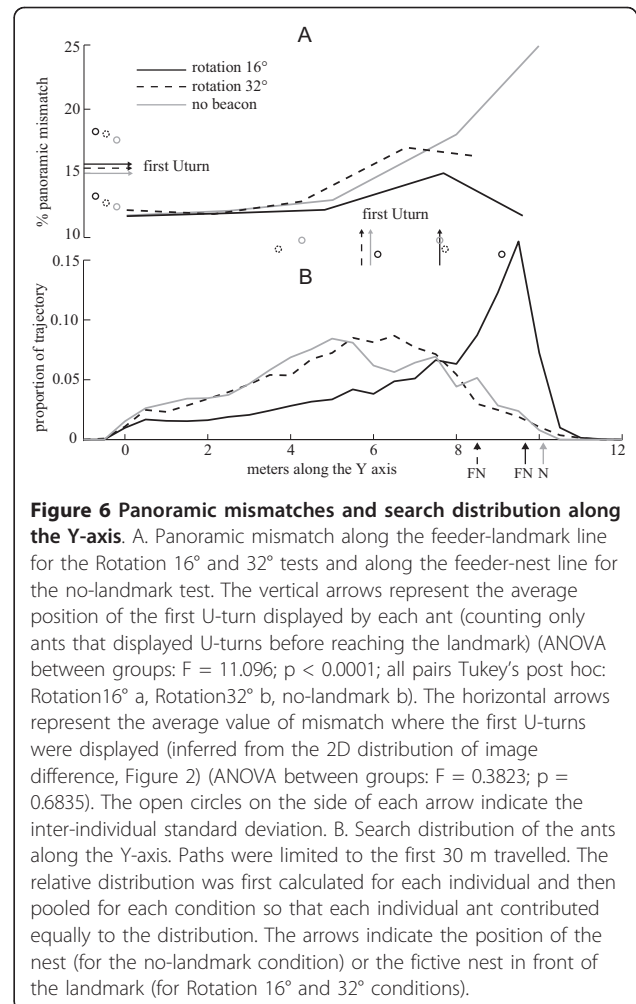 A
25
20
15
10
% panoramic mismatch
rotation 16°
rotation 32°
no beacon
first Uturn
first Uturn
B
0.15
0.10
0.05
0
proportion of trajectory
0 2 4 6 8 10 12
meters along the Y axis
FN FN N
Figure 6 Panoramic mismatches and search distribution along
the Y-axis. A. Panoramic mismatch along the feeder-landmark line
for the Rotation 16° and 32° tests and along the feeder-nest line for
the no-landmark test. The vertical arrows represent the average
position of the first U-turn displayed by each ant (counting only
ants that displayed U-turns before reaching the landmark) (ANOVA
between groups: F = 11.096; p < 0.0001; all pairs Tukey's post hoc:
Rotation16° a, Rotation32° b, no-landmark b). The horizontal arrows
represent the average value of mismatch where the first U-turns
were displayed (inferred from the 2D distribution of image
difference, Figure 2) (ANOVA between groups: F = 0.3823; p =
0.6835). The open circles on the side of each arrow indicate the
inter-individual standard deviation. B. Search distribution of the ants
along the Y-axis. Paths were limited to the first 30 m travelled. The
relative distribution was first calculated for each individual and then
pooled for each condition so that each individual ant contributed
equally to the distribution. The arrows indicate the position of the
nest (for the no-landmark condition) or the fictive nest in front of
the landmark (for Rotation 16° and 32° conditions).